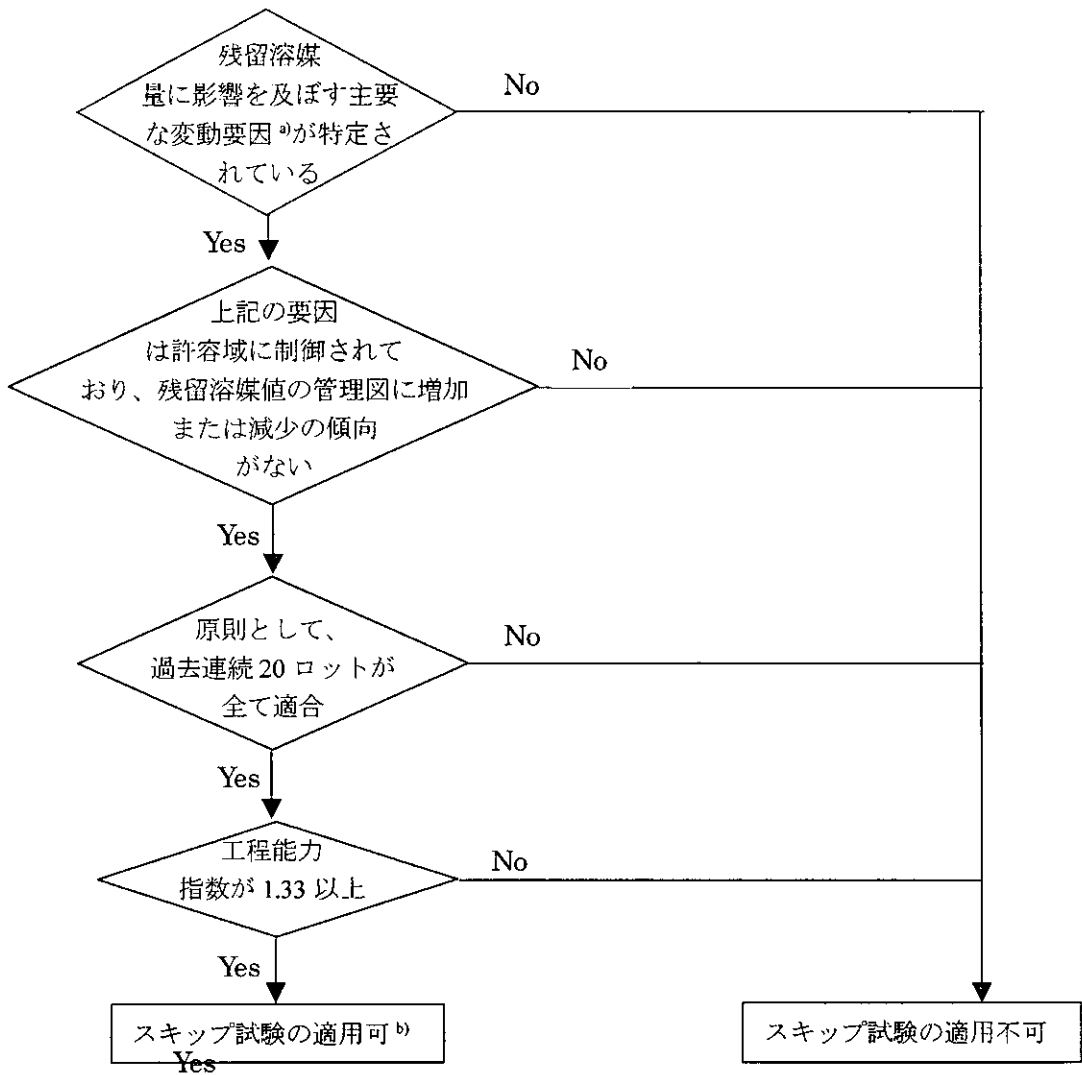 残留溶媒
量に影響を及ぼす主要
な変動要因 a)が特定さ
れている
No
Yes
上記の要因
は許容域に制御されて
おり、残留溶媒値の管理図に増加
または減少の傾向
がない
No
Yes
原則として、
過去連続 20 ロットが
全て適合
No
Yes
工程能力
指数が 1.33 以上
No
Yes
スキップ試験の適用可 b)
スキップ試験の適用不可
Yes